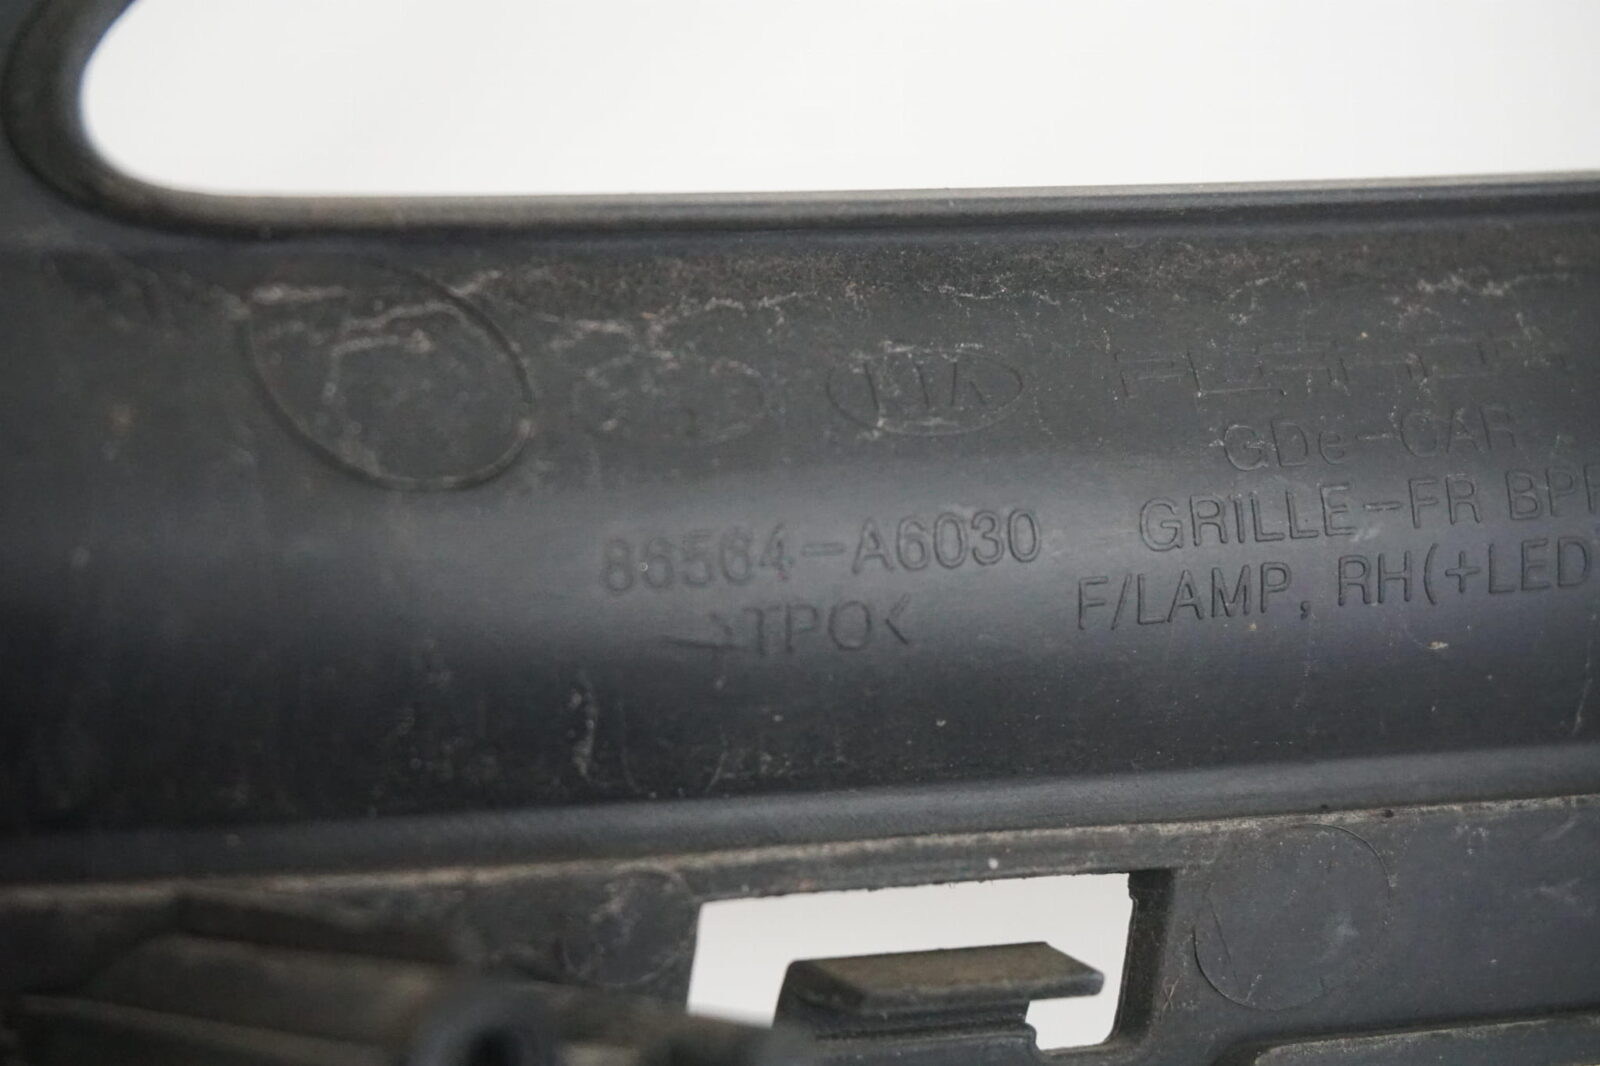 KIA
GDe-CAR
86564-A6030 GRILLE-FR BPR
>TPO< F/LAMP, RH(+LED